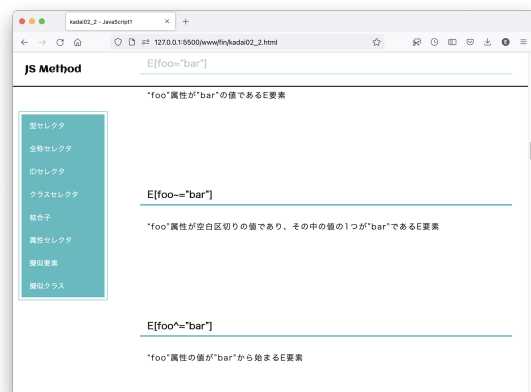 kadai02_2 - JavaScript1
127.0.0.1:5500/www/fin/kadai02_2.html
JS Method
E[foo="bar"]
"foo"属性が"bar"の値であるE要素
型セレクタ
全称セレクタ
IDセレクタ
クラスセレクタ
結合子
属性セレクタ
擬似要素
擬似クラス
E[foo~="bar"]
"foo"属性が空白区切りの値であり、その中の値の1つが"bar"であるE要素
E[foo^="bar"]
"foo"属性の値が"bar"から始まるE要素